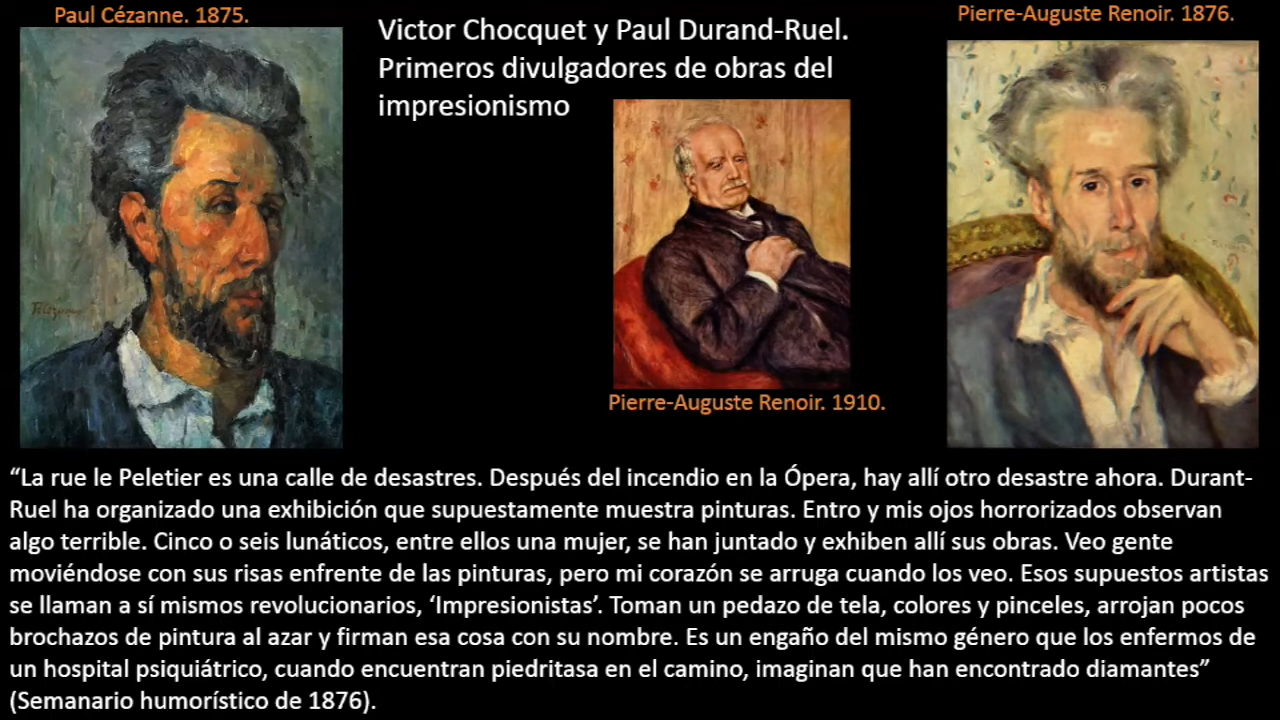 Paul Cézanne. 1875.
Victor Chocquet y Paul Durand-Ruel.
Primeros divulgadores de obras del
impresionismo
Pierre-Auguste Renoir. 1876.
Pierre-Auguste Renoir. 1910.
“La rue le Peletier es una calle de desastres. Después del incendio en la Ópera, hay allí otro desastre ahora. Durant-
Ruel ha organizado una exhibición que supuestamente muestra pinturas. Entro y mis ojos horrorizados observan
algo terrible. Cinco o seis lunáticos, entre ellos una mujer, se han juntado y exhiben allí sus obras. Veo gente
moviéndose con sus risas enfrente de las pinturas, pero mi corazón se arruga cuando los veo. Esos supuestos artistas
se llaman a sí mismos revolucionarios, ‘Impresionistas’. Toman un pedazo de tela, colores y pinceles, arrojan pocos
brochazos de pintura al azar y firman esa cosa con su nombre. Es un engaño del mismo género que los enfermos de
un hospital psiquiátrico, cuando encuentran piedritasa en el camino, imaginan que han encontrado diamantes”
(Semanario humorístico de 1876).